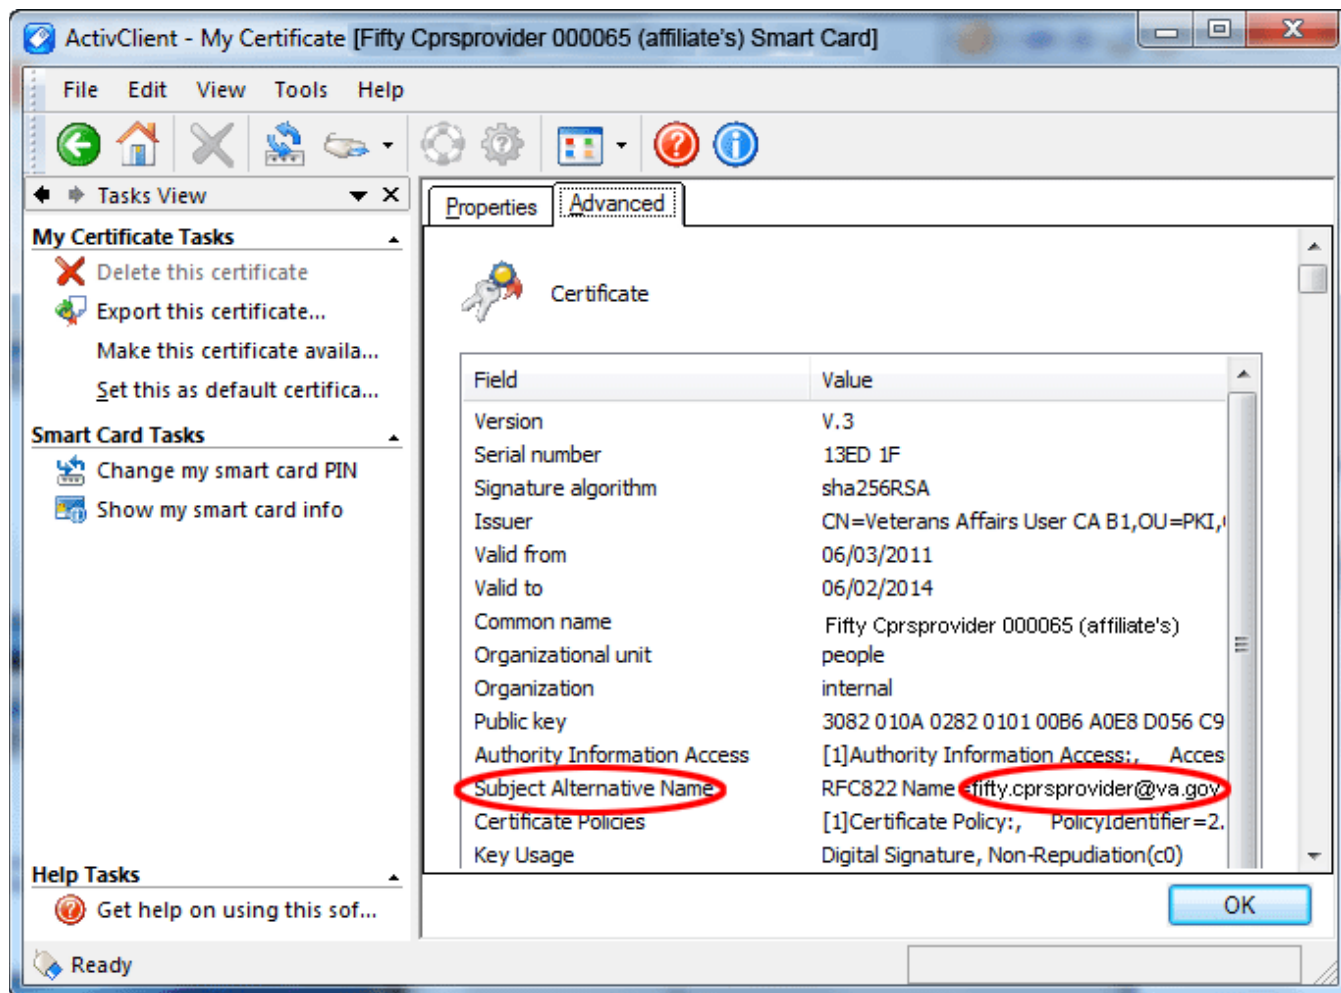 ActivClient - My Certificate [Fifty Cprsprovider 000065 (affiliate's) Smart Card]
File Edit View Tools Help
Tasks View
My Certificate Tasks
Delete this certificate
Export this certificate...
Make this certificate availa...
Set this as default certifica...
Smart Card Tasks
Change my smart card PIN
Show my smart card info
Help Tasks
Get help on using this sof...
Properties Advanced
Certificate
Field Value
Version V.3
Serial number 13ED 1F
Signature algorithm sha256RSA
Issuer CN=Veterans Affairs User CA B1,OU=PKI,
Valid from 06/03/2011
Valid to 06/02/2014
Common name Fifty Cprsprovider 000065 (affiliate's)
Organizational unit people
Organization internal
Public key 3082 010A 0282 0101 00B6 A0E8 D056 C9
Authority Information Access [1]Authority Information Access:, Acces
Subject Alternative Name RFC822 Name =fifty.cprsprovider@va.gov
Certificate Policies [1]Certificate Policy:, PolicyIdentifier=2.
Key Usage Digital Signature, Non-Repudiation(c0)
OK
Ready